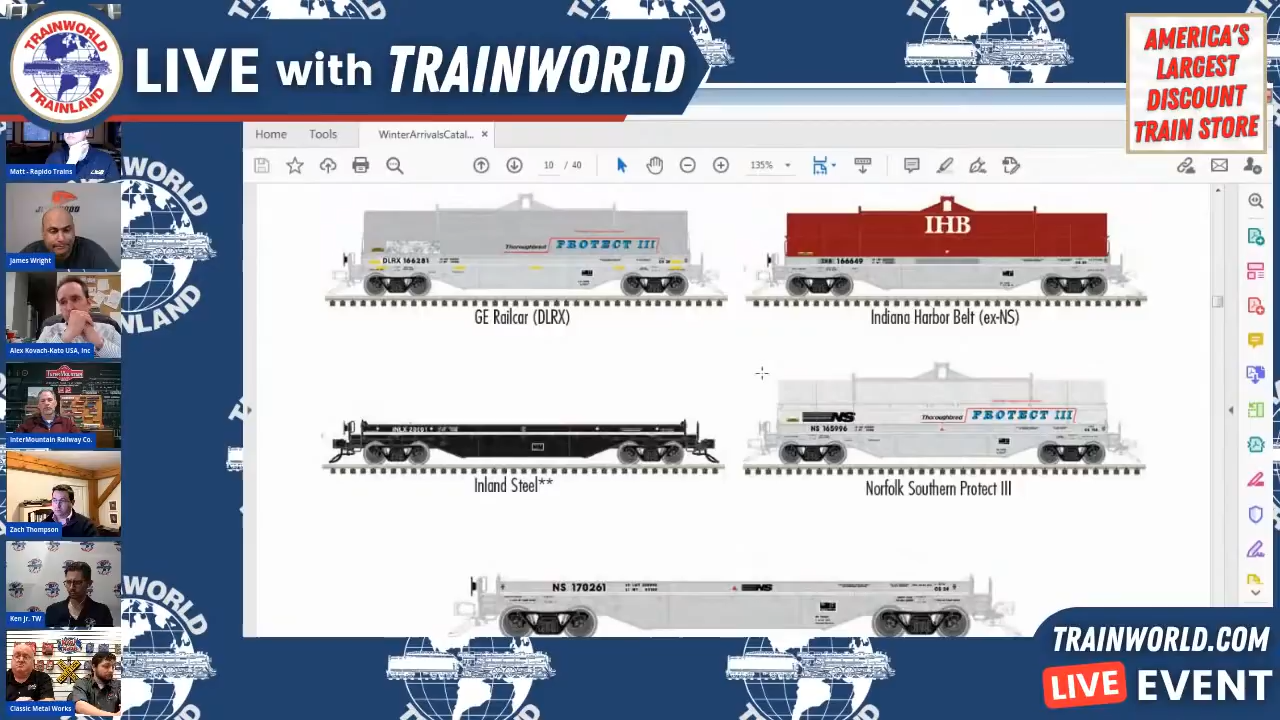 TRAINWORLD
TRAINLAND
LIVE with TRAINWORLD
AMERICA'S
LARGEST
DISCOUNT
TRAIN STORE
Home
Tools
WinterArrivalsCatal...
10 / 40
135%
Matt - Rapido Trains
James Wright
Alex Kovach-Kato USA, Inc
InterMountain Railway Co.
Zach Thompson
Ken Jr. TW
Classic Metal Works
Thoroughbred PROTECT III
DLRX 166281
GE Railcar (DLRX)
IHB
IHB 166649
Indiana Harbor Belt (ex-NS)
Inland Steel**
NS
Thoroughbred PROTECT III
NS 165996
Norfolk Southern Protect III
NS 170261
NS
TRAINWORLD.COM
LIVE EVENT